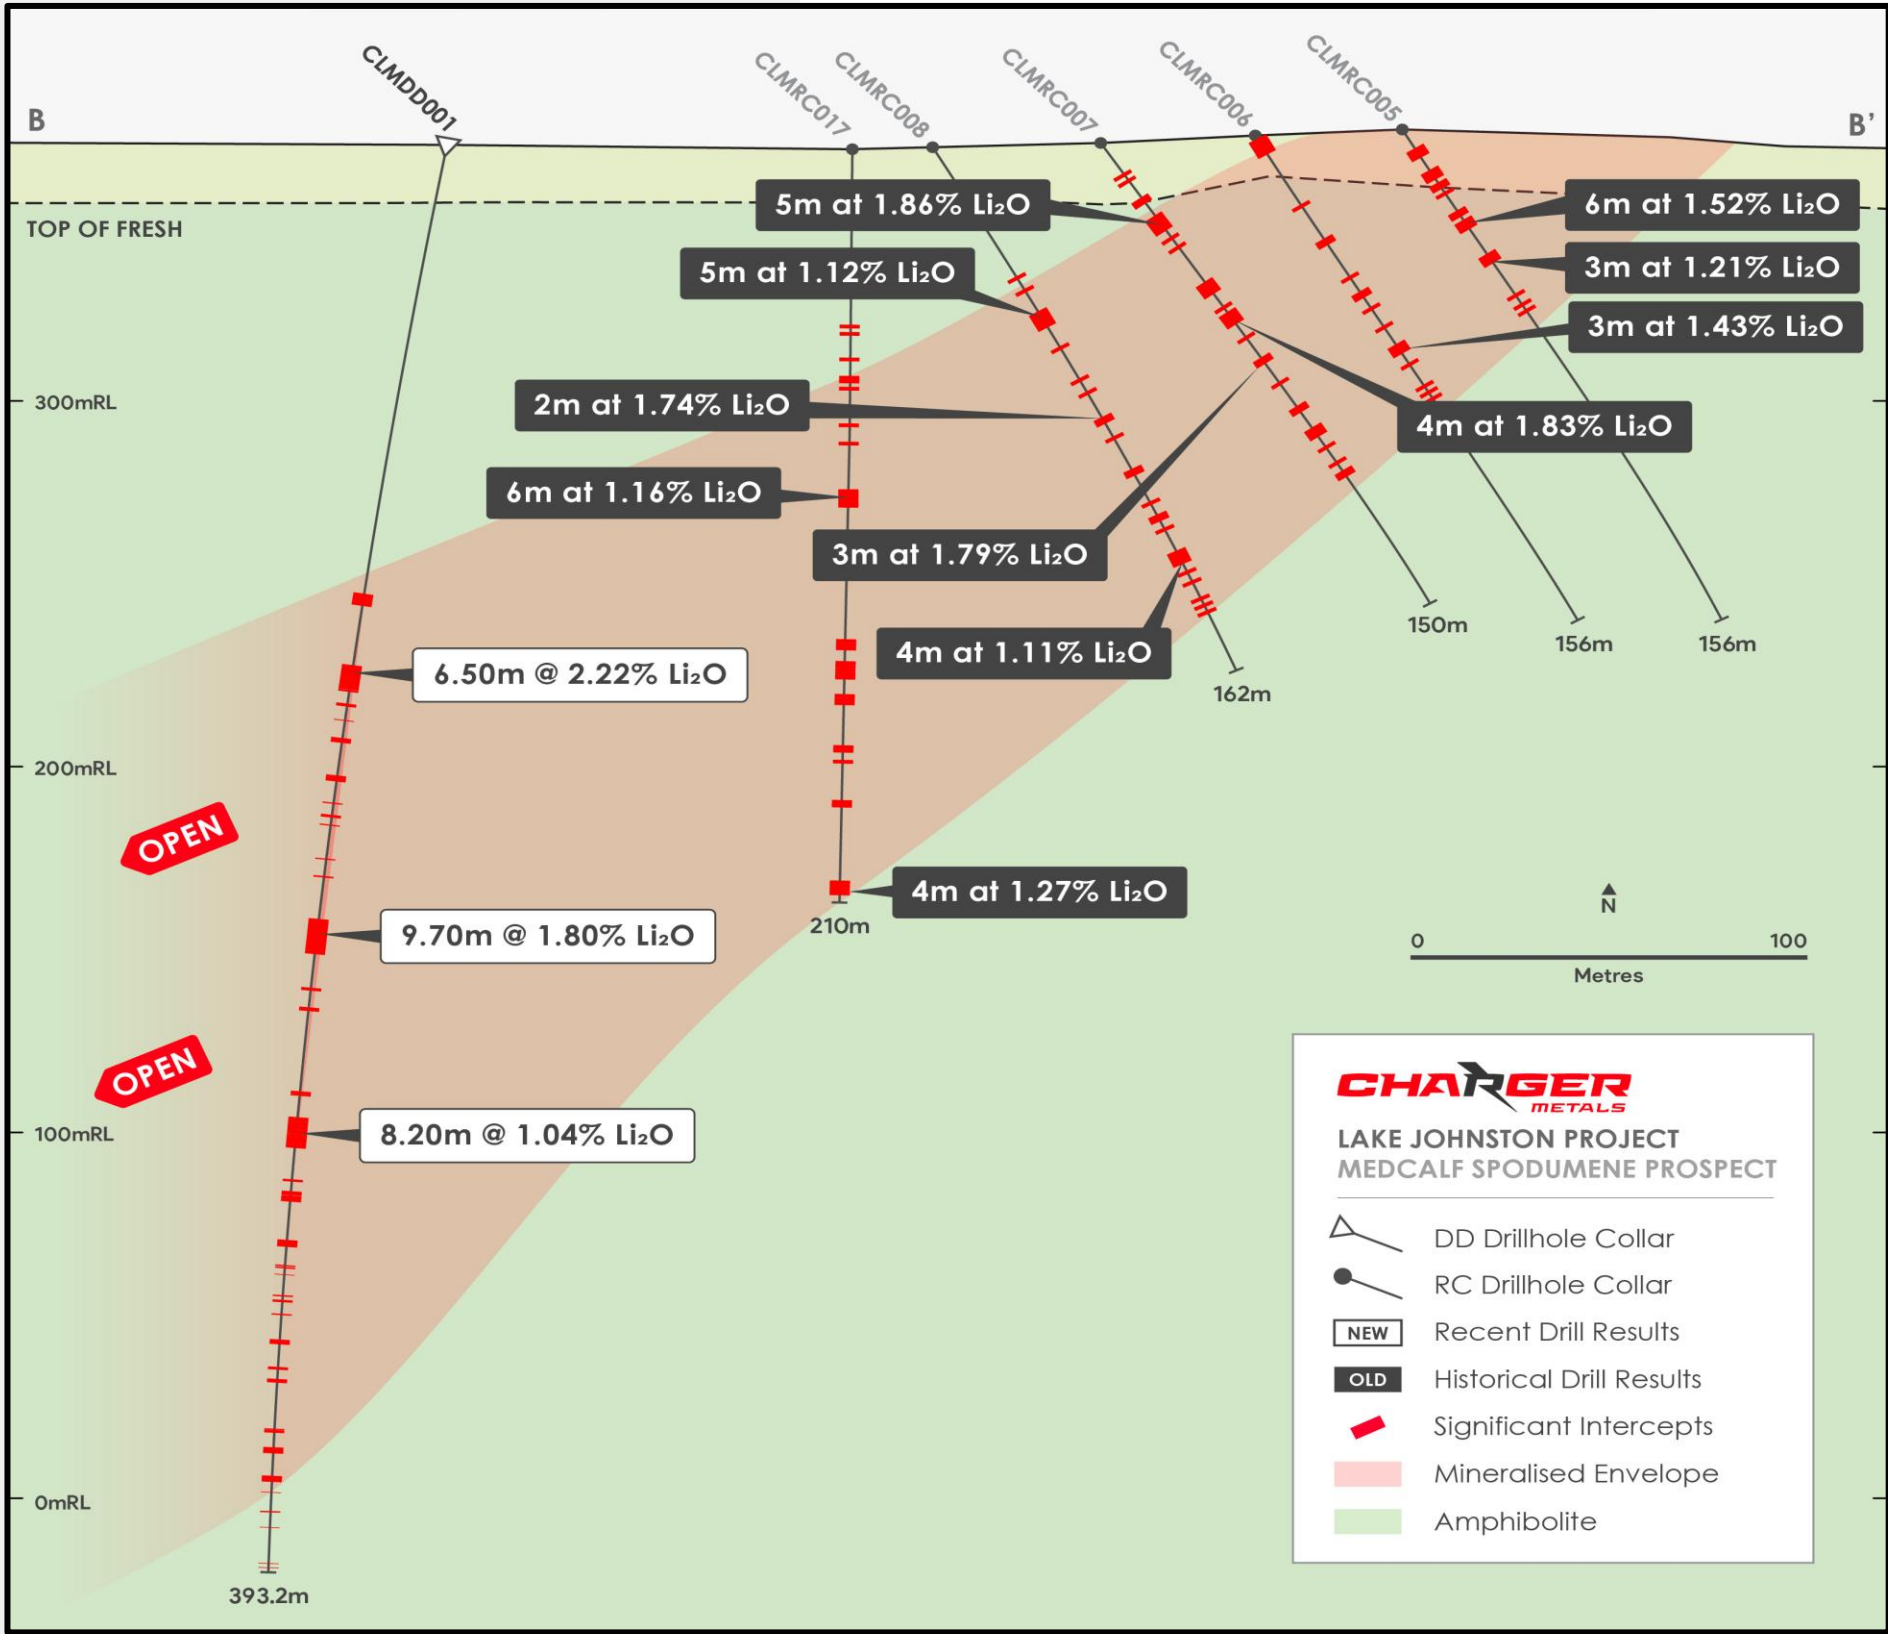 CLMDD001
CLMRC017
CLMRC008
CLMRC007
CLMRC006
CLMRC005
B
B'
TOP OF FRESH
5m at 1.86% Li₂O
6m at 1.52% Li₂O
5m at 1.12% Li₂O
3m at 1.21% Li₂O
3m at 1.43% Li₂O
300mRL
2m at 1.74% Li₂O
4m at 1.83% Li₂O
6m at 1.16% Li₂O
3m at 1.79% Li₂O
150m
156m
156m
4m at 1.11% Li₂O
6.50m @ 2.22% Li₂O
162m
200mRL
OPEN
4m at 1.27% Li₂O
210m
9.70m @ 1.80% Li₂O
N
0 100
Metres
OPEN
100mRL
8.20m @ 1.04% Li₂O
0mRL
393.2m
CHARGER
METALS
LAKE JOHNSTON PROJECT
MEDCALF SPODUMENE PROSPECT
DD Drillhole Collar
RC Drillhole Collar
NEW Recent Drill Results
OLD Historical Drill Results
Significant Intercepts
Mineralised Envelope
Amphibolite